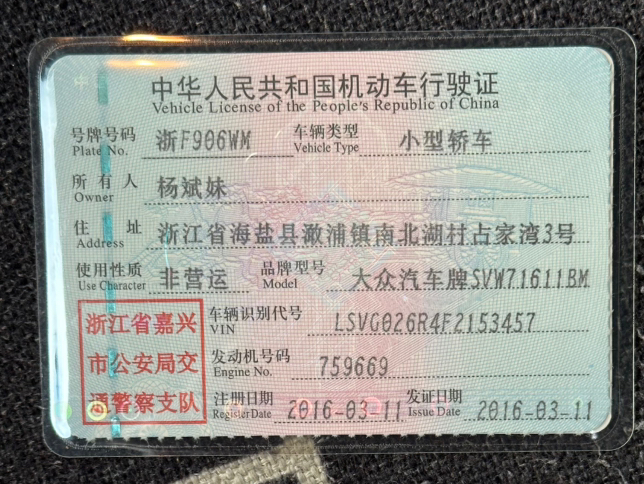 中华人民共和国机动车行驶证
Vehicle License of the People's Republic of China
号牌号码 浙F906WM 车辆类型 小型轿车
Plate No. Vehicle Type
所有人 杨斌妹
Owner
住址 浙江省海盐县澉浦镇南北湖村占家湾3号
Address
使用性质 非营运 品牌型号 大众汽车牌SVW71611BM
Use Character Model
浙江省嘉兴
市公安局交
通警察支队
车辆识别代号 LSVG026R4F2153457
VIN
发动机号码 759669
Engine No.
注册日期 2016-03-11 发证日期 2016-03-11
Register Date Issue Date